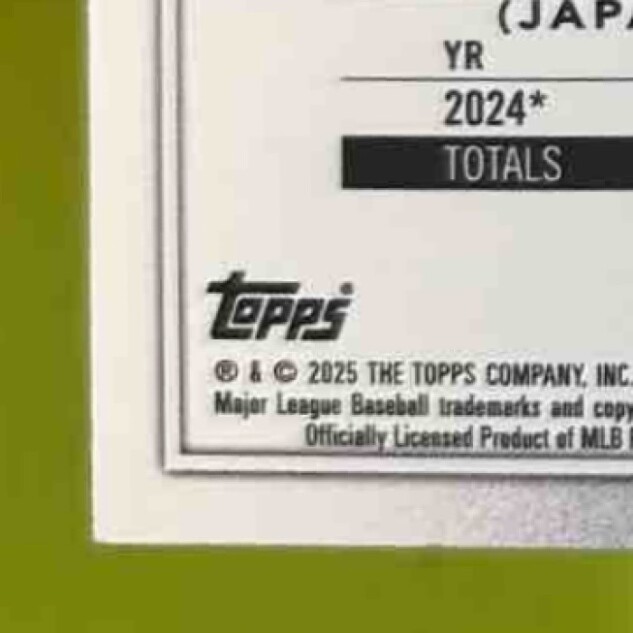 (JAP
YR
2024*
TOTALS
topps®
® & © 2025 THE TOPPS COMPANY, INC.
Major League Baseball trademarks and copy
Officially Licensed Product of MLB